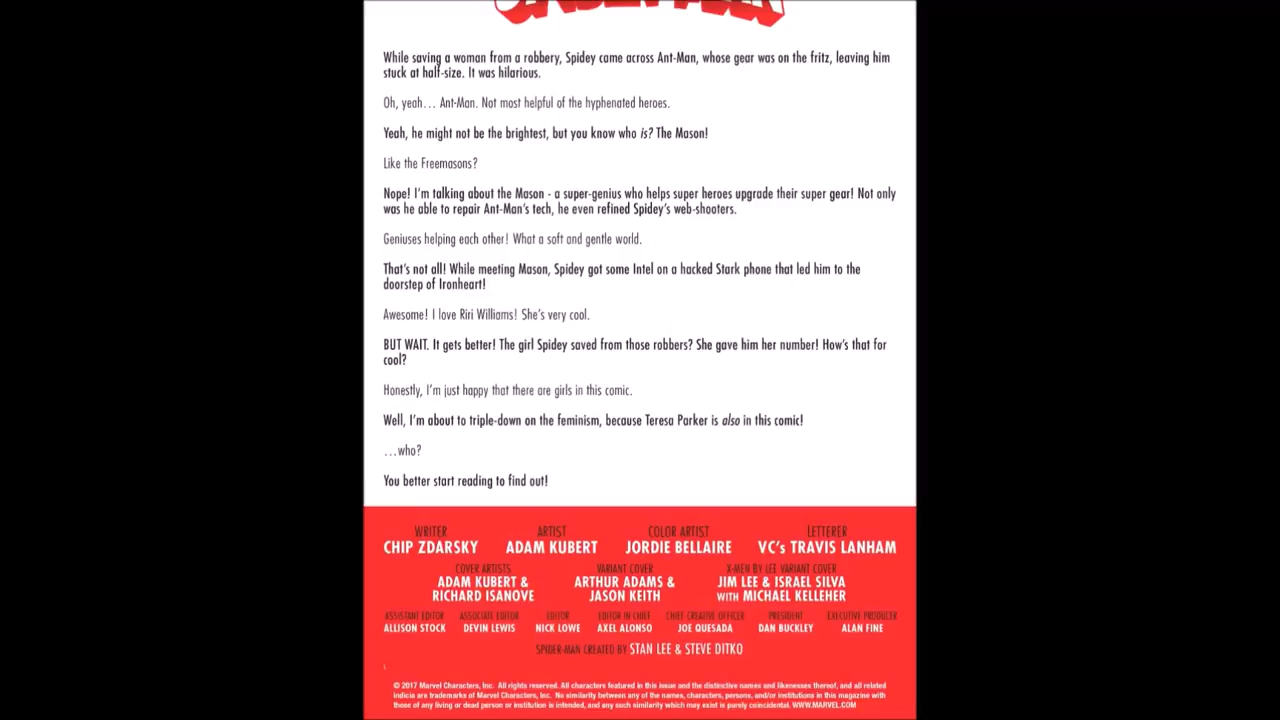 While saving a woman from a robbery, Spidey came across Ant-Man, whose gear was on the fritz, leaving him
stuck at half-size. It was hilarious.
Oh, yeah... Ant-Man. Not most helpful of the hyphenated heroes.
Yeah, he might not be the brightest, but you know who is? The Mason!
Like the Freemasons?
Nope! I'm talking about the Mason - a super-genius who helps super heroes upgrade their super gear! Not only
was he able to repair Ant-Man's tech, he even refined Spidey's web-shooters.
Geniuses helping each other! What a soft and gentle world.
That's not all! While meeting Mason, Spidey got some Intel on a hacked Stark phone that led him to the
doorstep of Ironheart!
Awesome! I love Riri Williams! She's very cool.
BUT WAIT. It gets better! The girl Spidey saved from those robbers? She gave him her number! How's that for
cool?
Honestly, I'm just happy that there are girls in this comic.
Well, I'm about to triple-down on the feminism, because Teresa Parker is also in this comic!
...who?
You better start reading to find out!
WRITER ARTIST COLOR ARTIST LETTERER
CHIP ZDARSKY ADAM KUBERT JORDIE BELLAIRE VC's TRAVIS LANHAM
COVER ARTISTS VARIANT COVER X-MEN BY LEE VARIANT COVER
ADAM KUBERT & ARTHUR ADAMS & JIM LEE & ISRAEL SILVA
RICHARD ISANOVE JASON KEITH WITH MICHAEL KELLEHER
ASSISTANT EDITOR ASSOCIATE EDITOR EDITOR EDITOR IN CHIEF CHIEF CREATIVE OFFICER PRESIDENT EXECUTIVE PRODUCER
ALLISON STOCK DEVIN LEWIS NICK LOWE AXEL ALONSO JOE QUESADA DAN BUCKLEY ALAN FINE
SPIDER-MAN CREATED BY STAN LEE & STEVE DITKO
© 2017 Marvel Characters, Inc. All rights reserved. All characters featured in this issue and the distinctive names and likenesses thereof, and all related
indicia are trademarks of Marvel Characters, Inc. No similarity between any of the names, characters, persons, and/or institutions in this magazine with
those of any living or dead person or institution is intended, and any such similarity which may exist is purely coincidental. WWW.MARVEL.COM